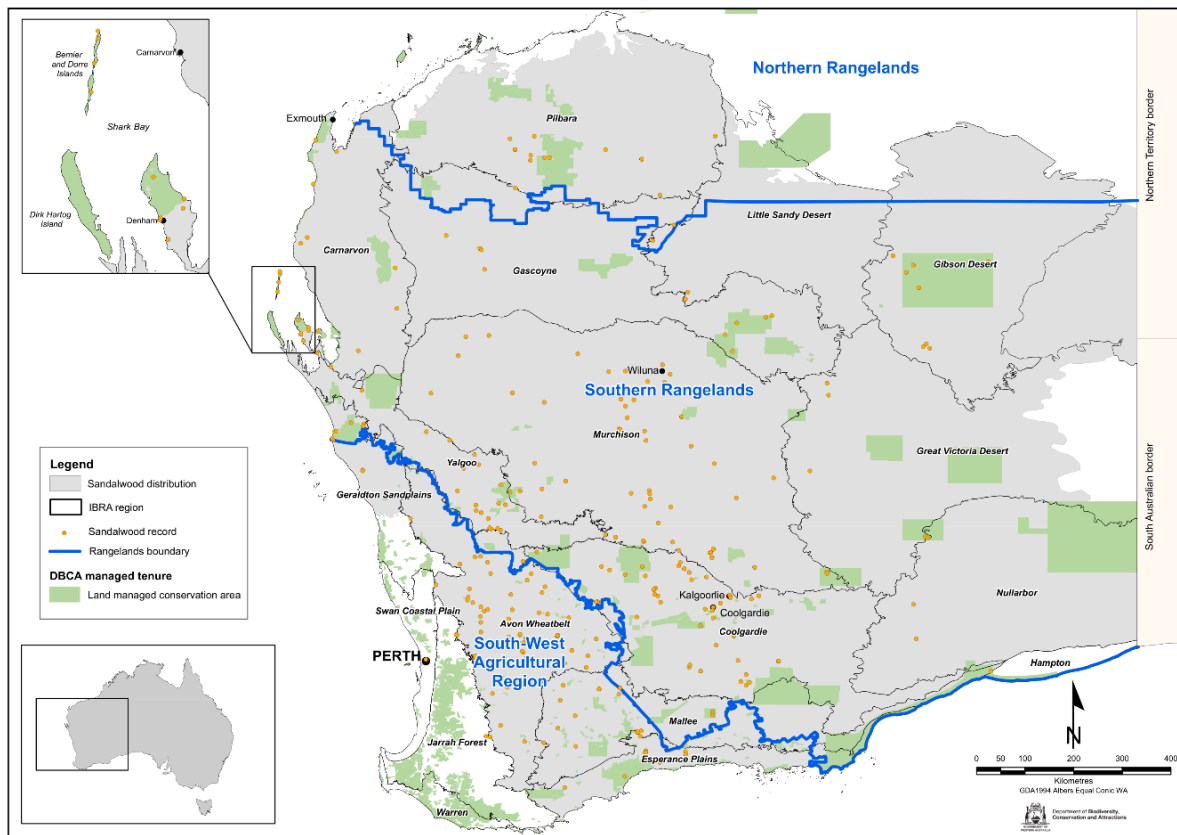 Bernier
and Dorre
Islands
Carnarvon
Shark Bay
Dirk Hartog
Island
Denham
Northern Rangelands
Northern Territory border
Exmouth
Pilbara
Little Sandy Desert
Carnarvon
Gascoyne
Gibson Desert
Wiluna
Southern Rangelands
Murchison
Great Victoria Desert
South Australian border
Yalgoo
Geraldton Sandplains
Nullarbor
Kalgoorlie
Coolgardie
Coolgardie
Swan Coastal Plain
Avon Wheatbelt
South-West
Agricultural
Region
PERTH
Hampton
Mallee
Jarrah Forest
Esperance Plains
Warren
Legend
Sandalwood distribution
IBRA region
Sandalwood record
Rangelands boundary
DBCA managed tenure
Land managed conservation area
N
0 50 100 200 300 400
Kilometres
GDA1994 Albers Equal Conic WA
Department of Biodiversity,
Conservation and Attractions